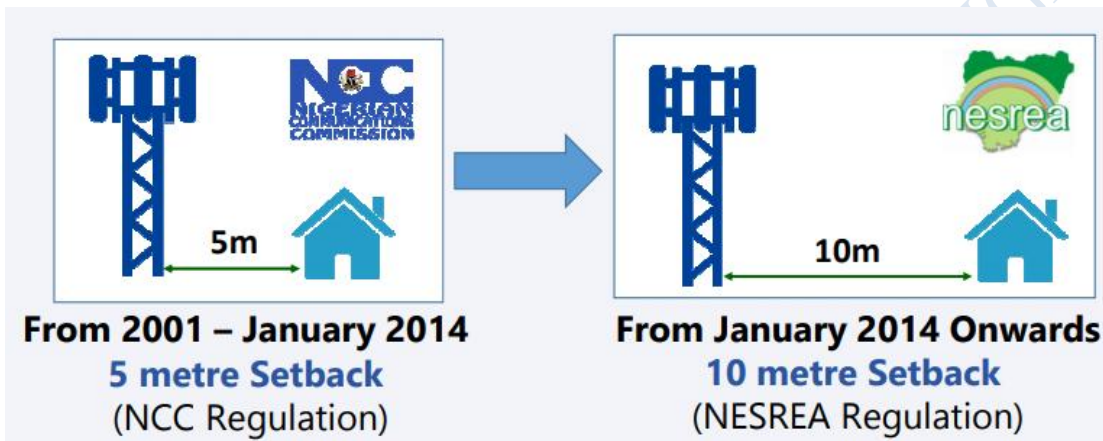 NCC
NIGERIAN
COMMUNICATIONS
COMMISSION
5m
From 2001 – January 2014
5 metre Setback
(NCC Regulation)
nesrea
10m
From January 2014 Onwards
10 metre Setback
(NESREA Regulation)